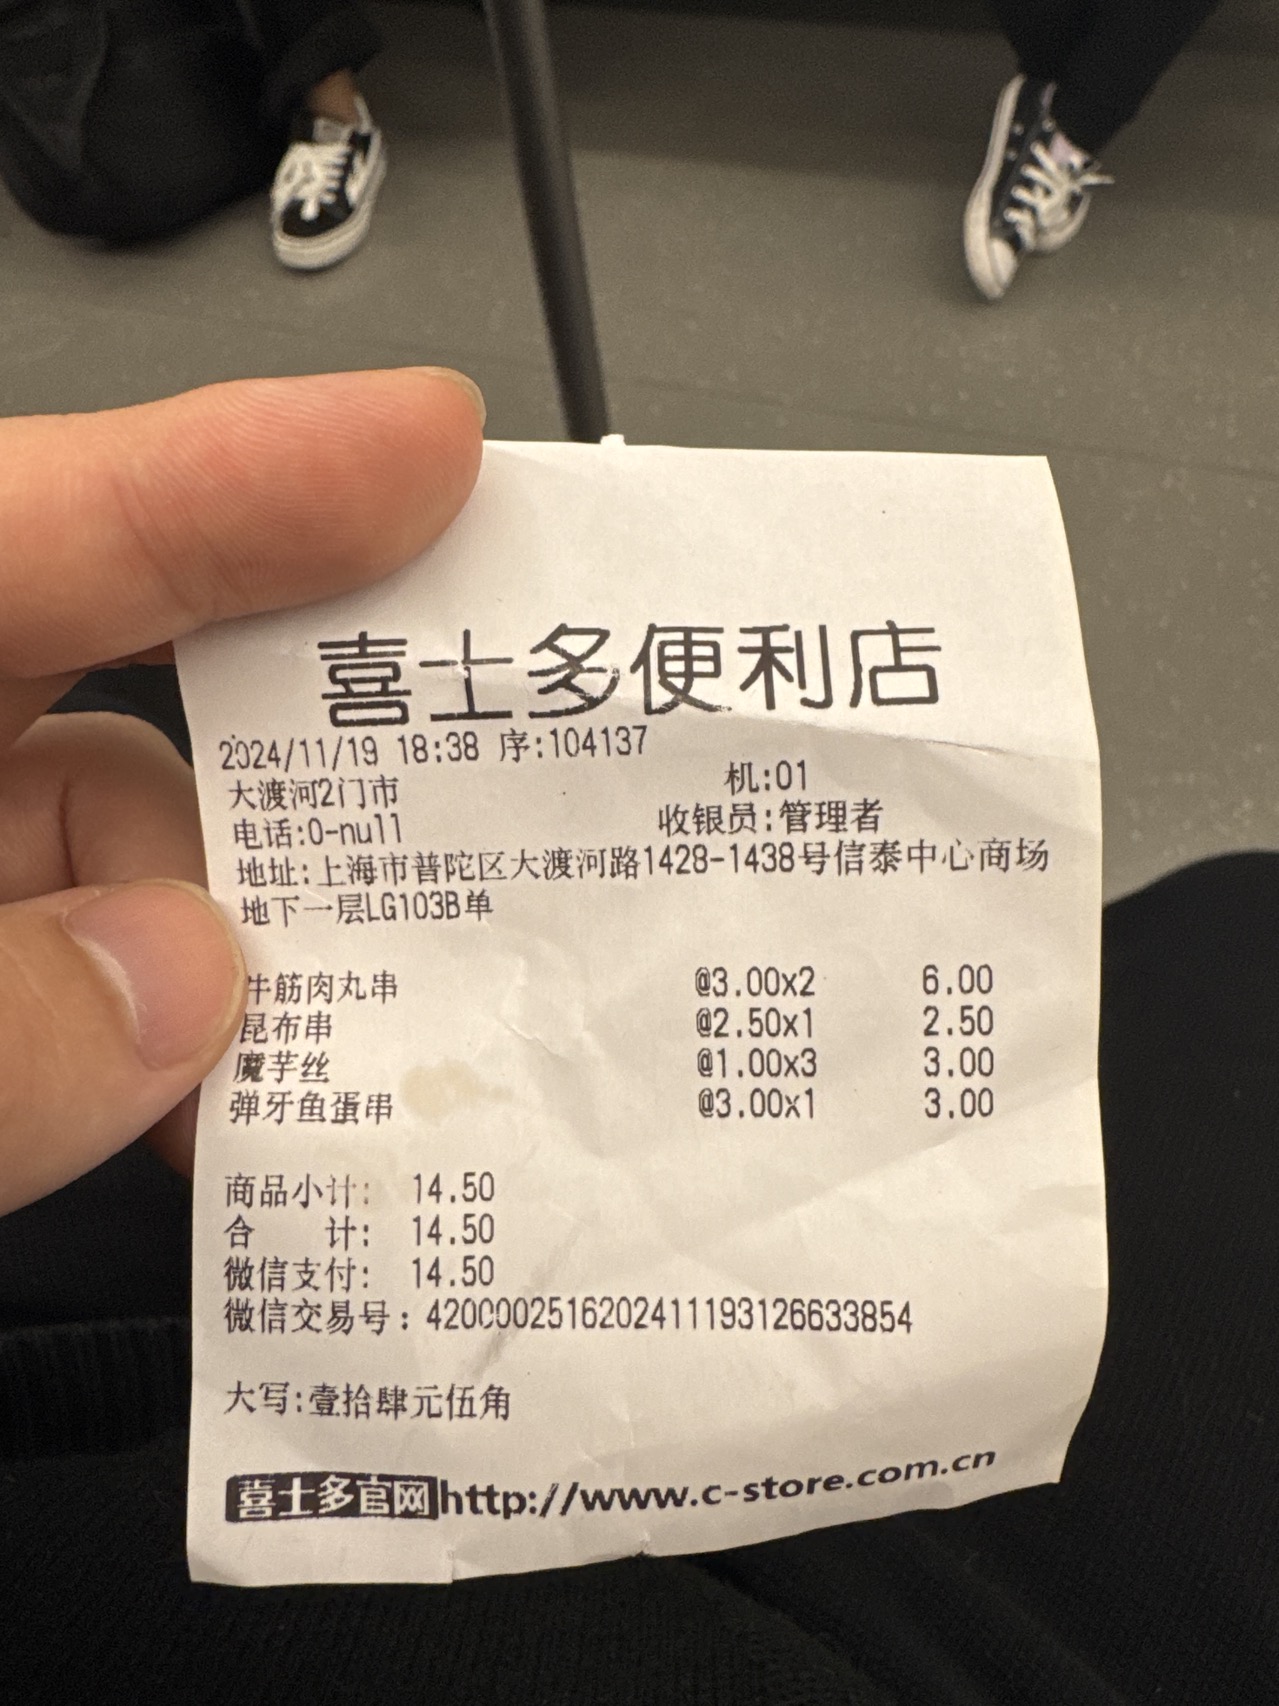 喜士多便利店
2024/11/19 18:38 序:104137
大渡河2门市 机:01
电话:0-null 收银员:管理者
地址:上海市普陀区大渡河路1428-1438号信泰中心商场
地下一层LG103B单
牛筋肉丸串 @3.00x2 6.00
昆布串 @2.50x1 2.50
魔芋丝 @1.00x3 3.00
弹牙鱼蛋串 @3.00x1 3.00
商品小计: 14.50
合 计: 14.50
微信支付: 14.50
微信交易号: 4200002516202411193126633854
大写:壹拾肆元伍角
喜士多官网http://www.c-store.com.cn